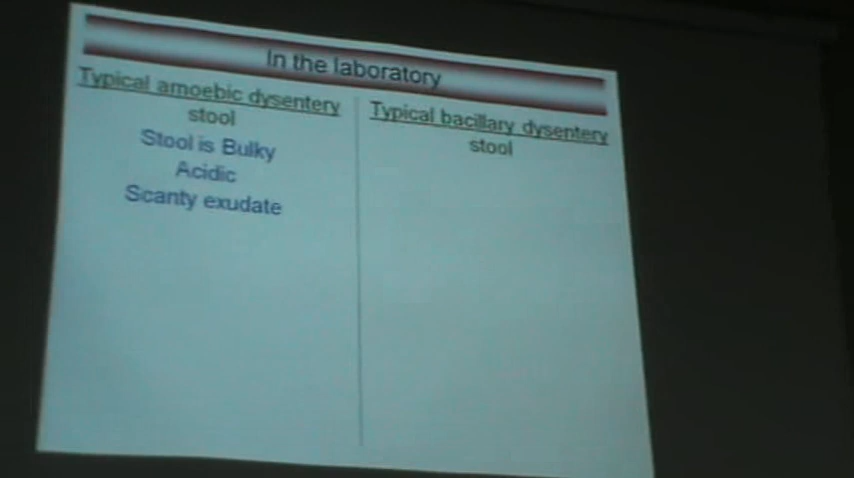 In the laboratory
Typical amoebic dysentery
stool
Stool is Bulky
Acidic
Scanty exudate
Typical bacillary dysentery
stool